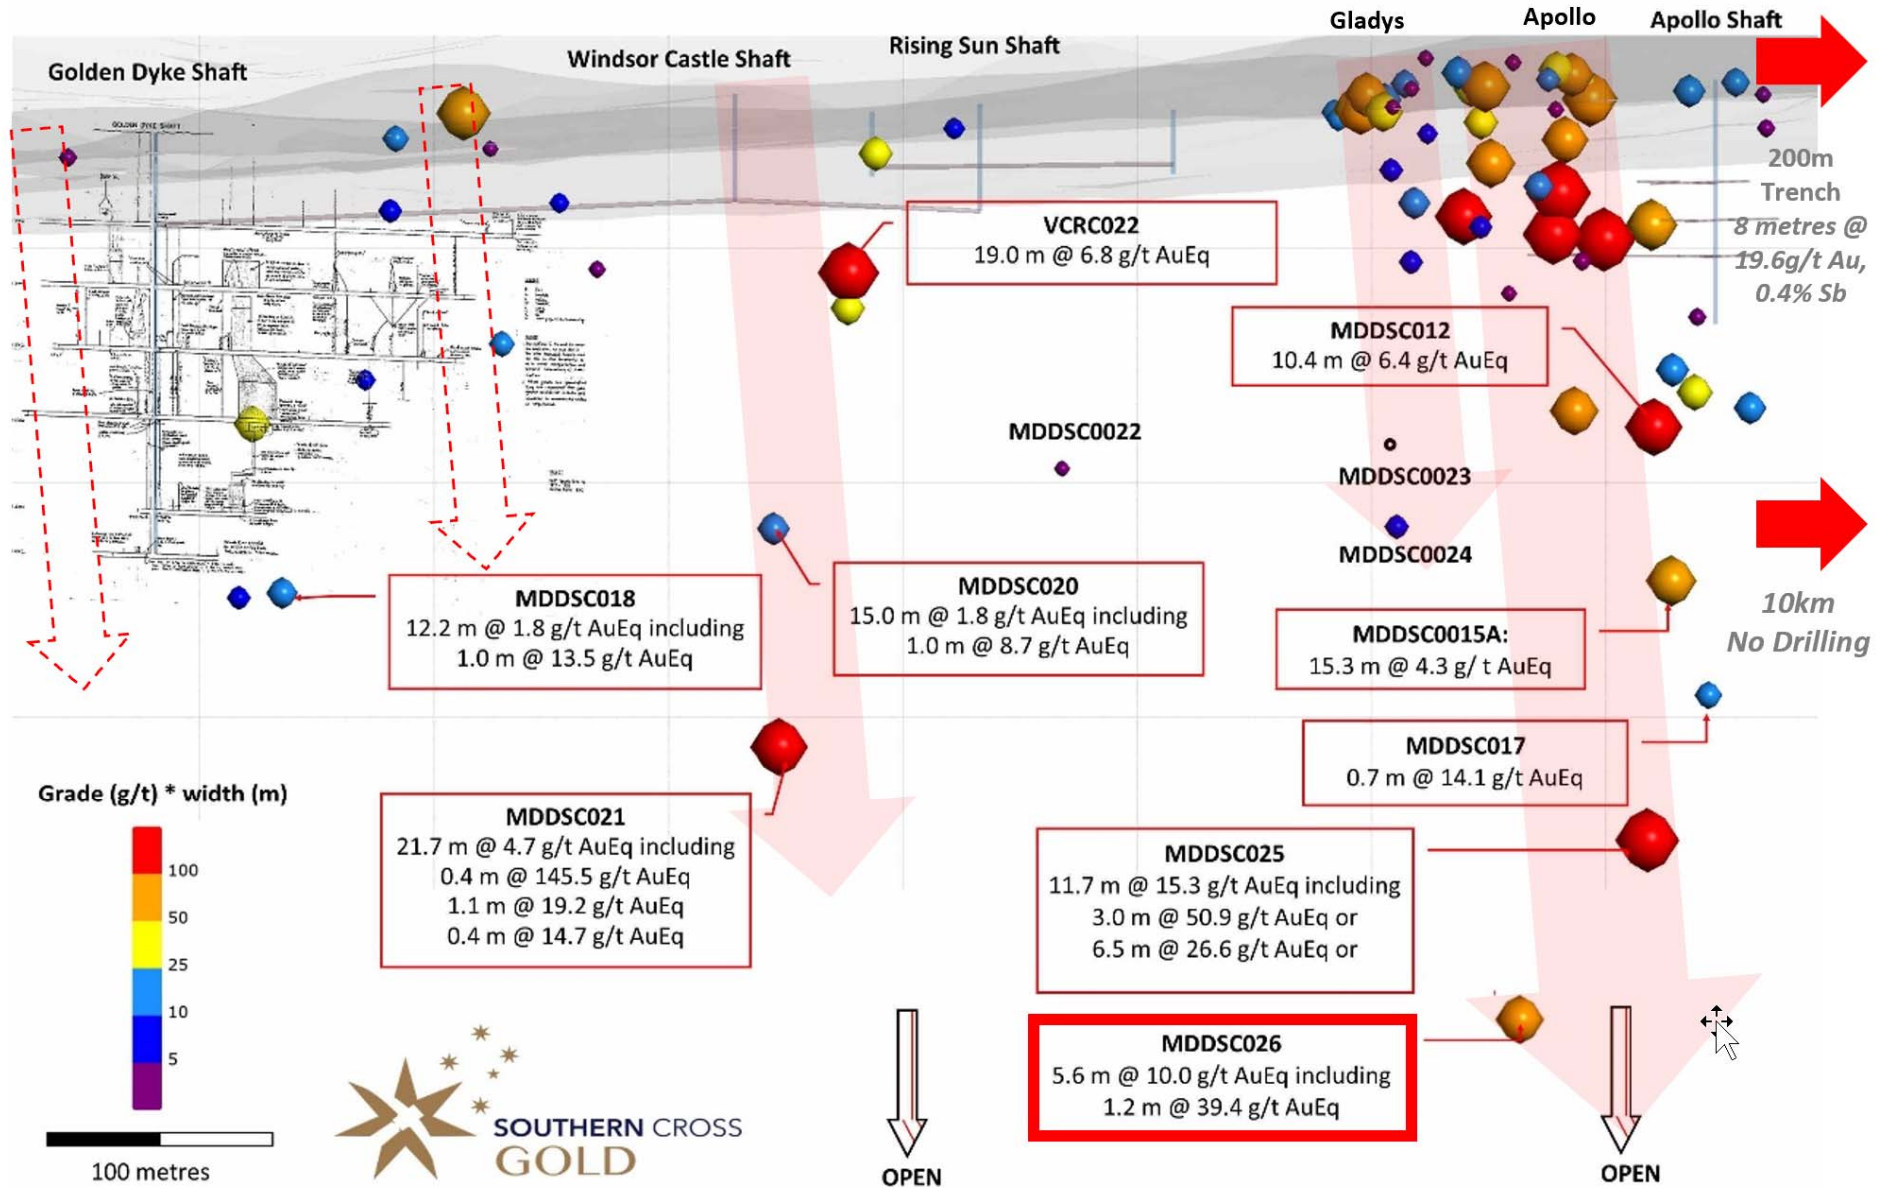 Gladys
Apollo
Apollo Shaft
Rising Sun Shaft
Windsor Castle Shaft
Golden Dyke Shaft
GOLDEN DYKE SHAFT
200m
Trench
8 metres @
19.6g/t Au,
0.4% Sb
VCRC022
19.0 m @ 6.8 g/t AuEq
MDDSC012
10.4 m @ 6.4 g/t AuEq
MDDSC0022
MDDSC0023
MDDSC0024
MDDSC018
12.2 m @ 1.8 g/t AuEq including
1.0 m @ 13.5 g/t AuEq
MDDSC020
15.0 m @ 1.8 g/t AuEq including
1.0 m @ 8.7 g/t AuEq
MDDSC0015A:
15.3 m @ 4.3 g/ t AuEq
10km
No Drilling
MDDSC017
0.7 m @ 14.1 g/t AuEq
Grade (g/t) * width (m)
100
50
25
10
5
100 metres
MDDSC021
21.7 m @ 4.7 g/t AuEq including
0.4 m @ 145.5 g/t AuEq
1.1 m @ 19.2 g/t AuEq
0.4 m @ 14.7 g/t AuEq
MDDSC025
11.7 m @ 15.3 g/t AuEq including
3.0 m @ 50.9 g/t AuEq or
6.5 m @ 26.6 g/t AuEq or
MDDSC026
5.6 m @ 10.0 g/t AuEq including
1.2 m @ 39.4 g/t AuEq
SOUTHERN CROSS
GOLD
OPEN
OPEN